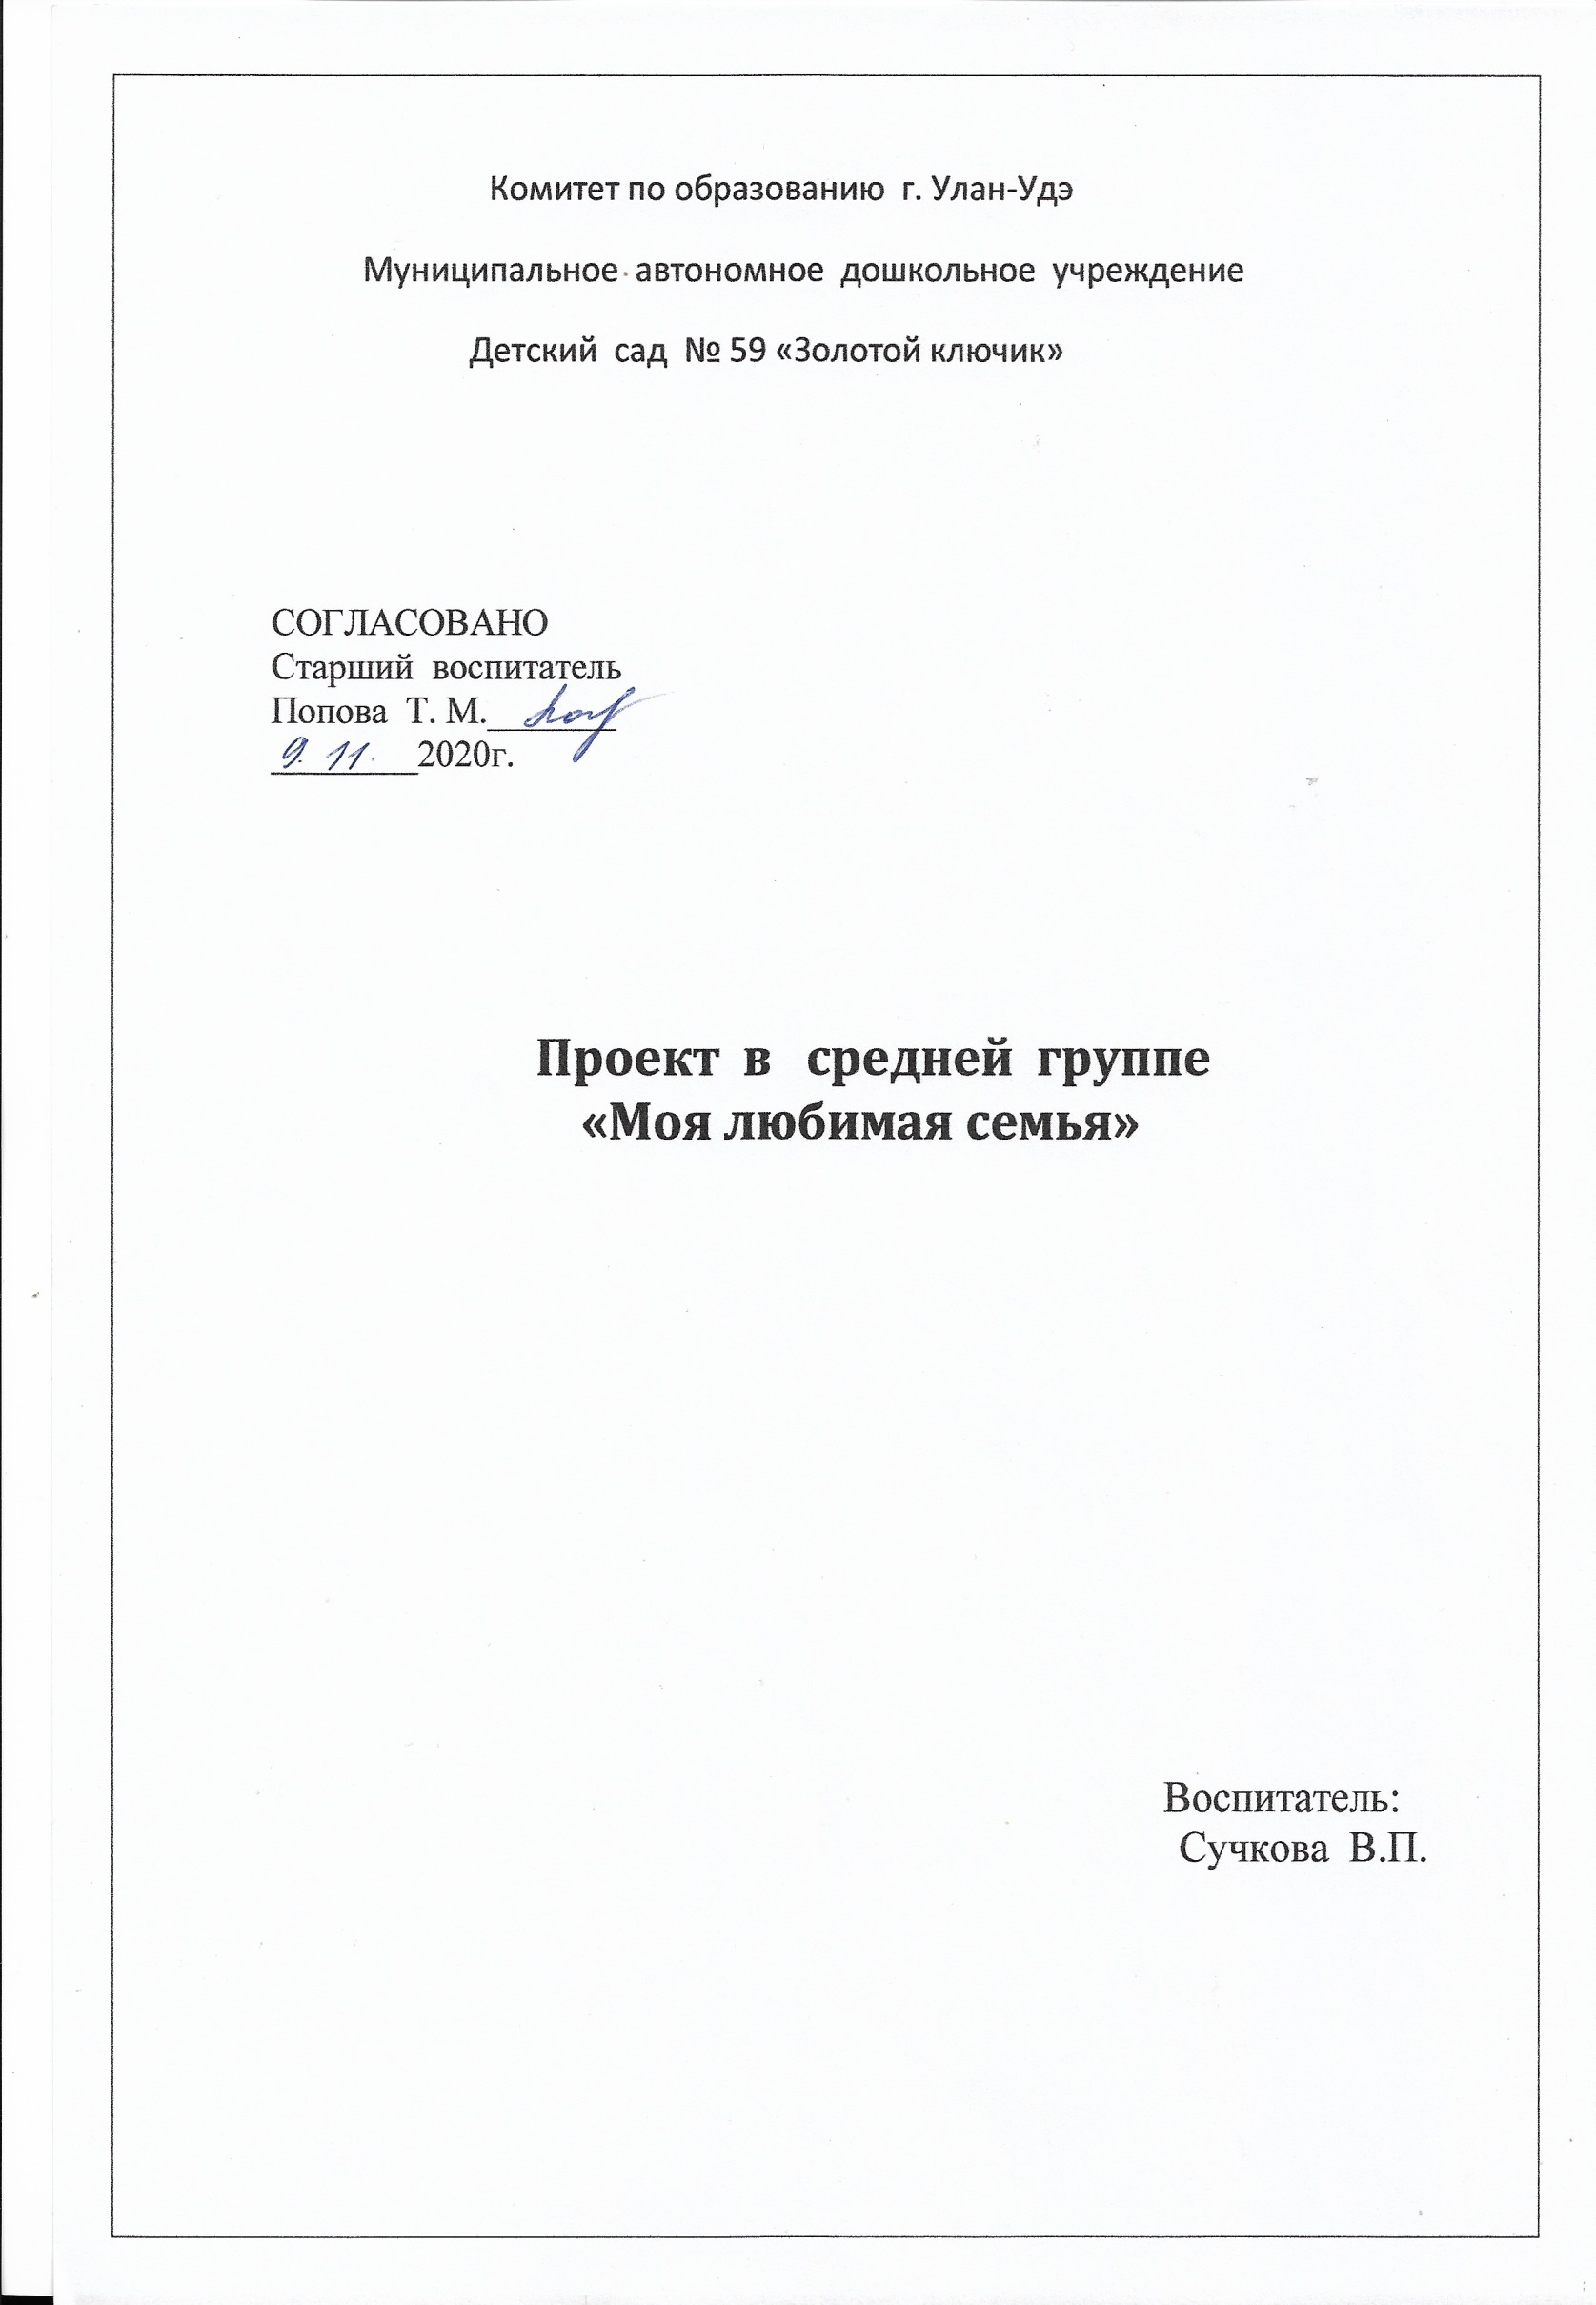 Комитет по образованию г. Улан-Удэ
Муниципальное автономное дошкольное учреждение
Детский сад № 59 «Золотой ключик»
СОГЛАСОВАНО
Старший воспитатель
Попова Т. М.
9. 11. 2020г.
Проект в средней группе
«Моя любимая семья»
Воспитатель:
Сучкова В.П.